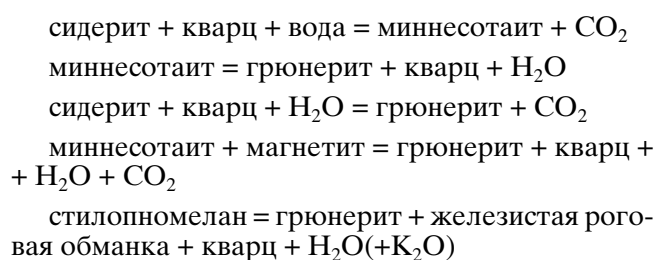 сидерит + кварц + вода = миннесотаит + CO₂
миннесотаит = грюнерит + кварц + H₂O
сидерит + кварц + H₂O = грюнерит + CO₂
миннесотаит + магнетит = грюнерит + кварц +
+ H₂O + CO₂
стилопномелан = грюнерит + железистая рого-
вая обманка + кварц + H₂O(+K₂O)